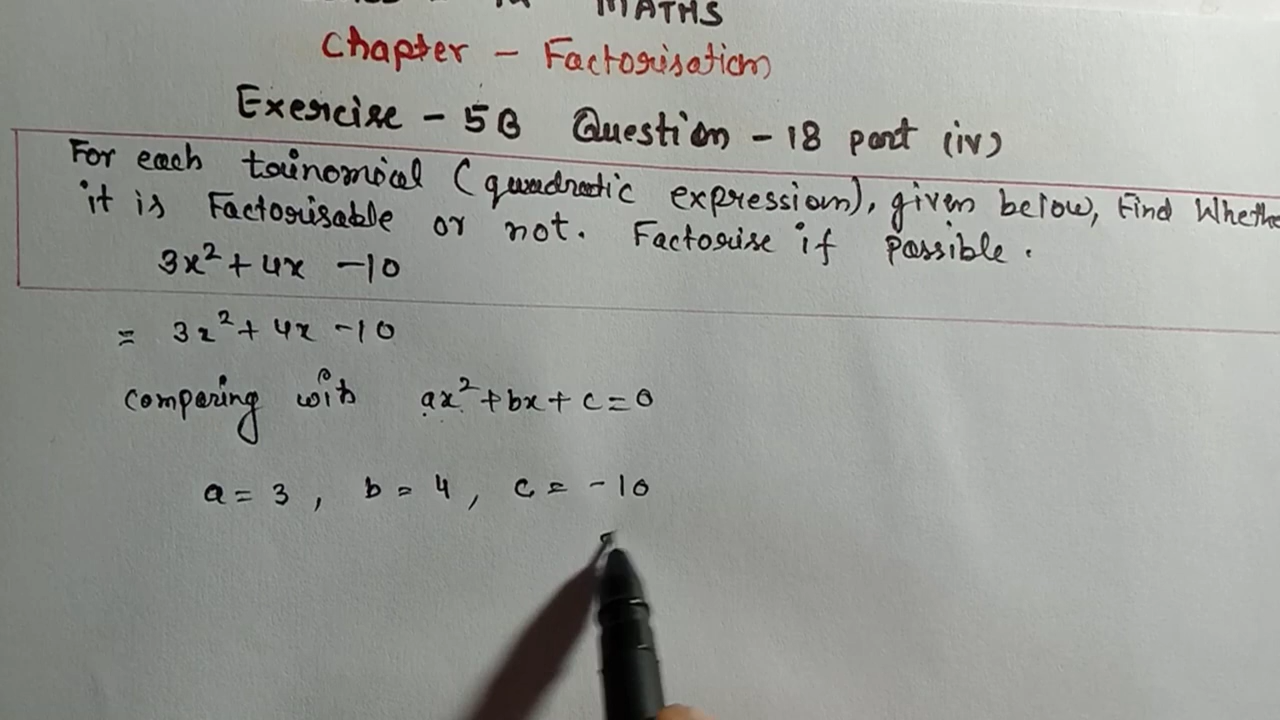 MATHS
Chapter - Factorisation
Exercise - 5B Question - 18 part (iv)
For each trinomial (quadratic expression), given below, Find Whethe
it is Factorisable or not. Factorise if possible.
3x² + 4x - 10
= 3x² + 4x - 10
Comparing with ax² + bx + c = 0
a = 3, b = 4, c = -10